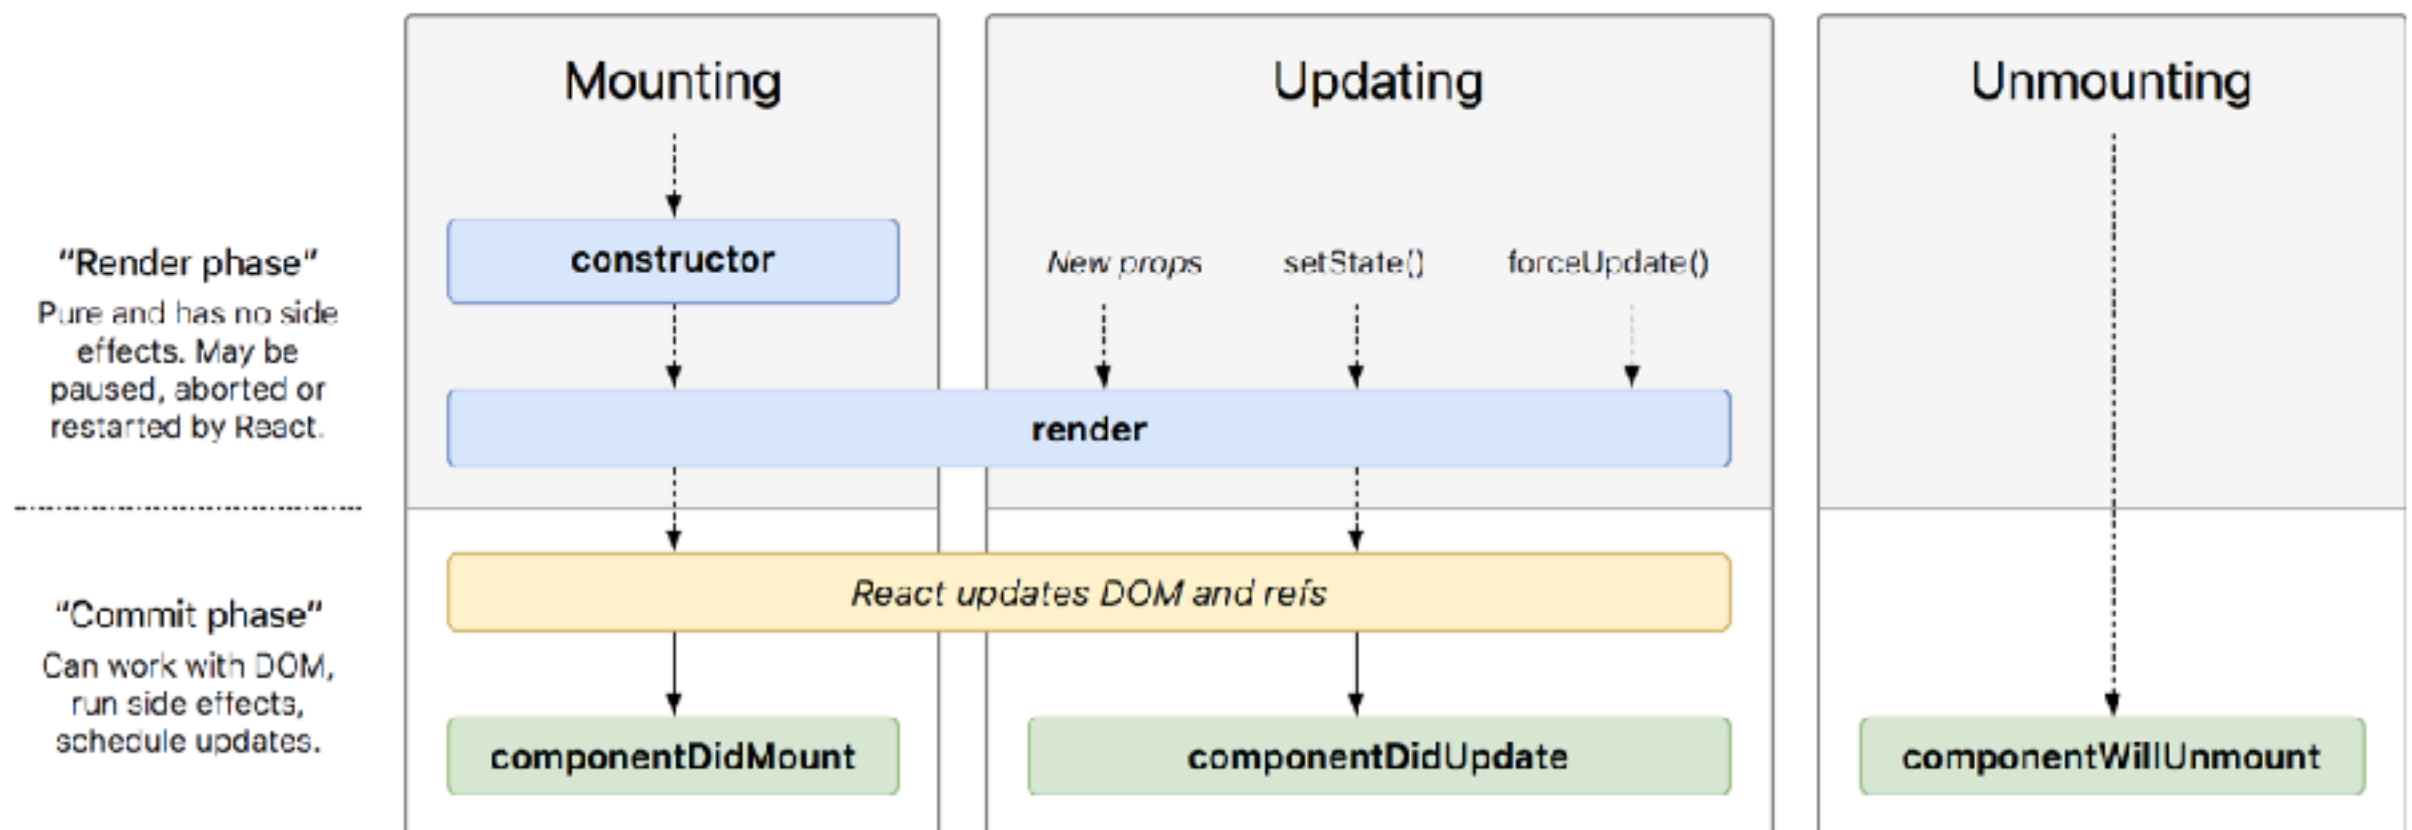 Mounting
Updating
Unmounting
“Render phase”
Pure and has no side
effects. May be
paused, aborted or
restarted by React.
constructor
New props
setState()
forceUpdate()
render
“Commit phase”
Can work with DOM,
run side effects,
schedule updates.
React updates DOM and refs
componentDidMount
componentDidUpdate
componentWillUnmount